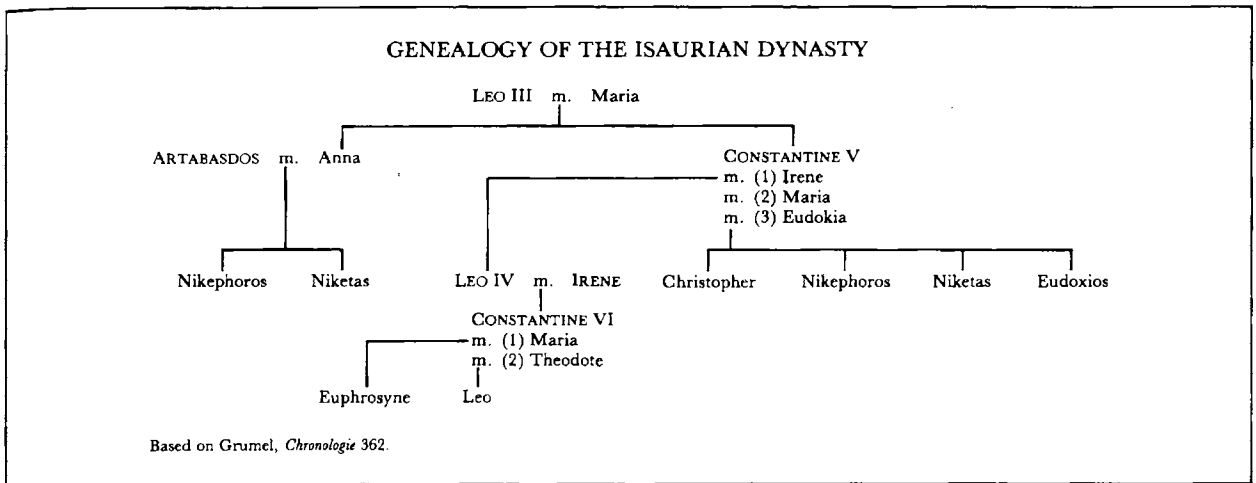 GENEALOGY OF THE ISAURIAN DYNASTY
LEO III m. Maria
ARTABASDOS m. Anna
CONSTANTINE V
m. (1) Irene
m. (2) Maria
m. (3) Eudokia
Nikephoros Niketas LEO IV m. IRENE Christopher Nikephoros Niketas Eudoxios
CONSTANTINE VI
m. (1) Maria
m. (2) Theodote
Euphrosyne Leo
Based on Grumel, Chronologie 362.